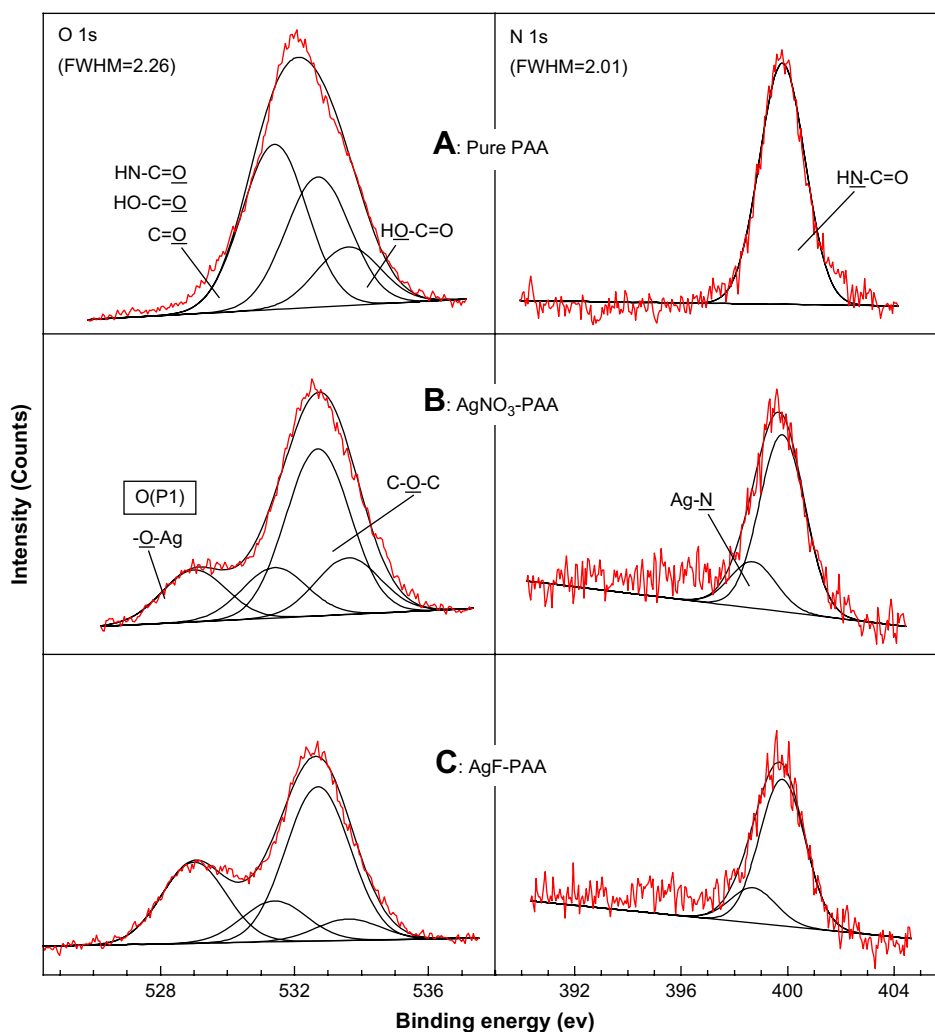 O 1s
(FWHM=2.26)
N 1s
(FWHM=2.01)
A: Pure PAA
HN-C=O
HO-C=O
C=O
HO-C=O
HN-C=O
B: AgNO₃-PAA
O(P1)
-O-Ag
C-O-C
Ag-N
C: AgF-PAA
Intensity (Counts)
528 532 536 392 396 400 404
Binding energy (ev)